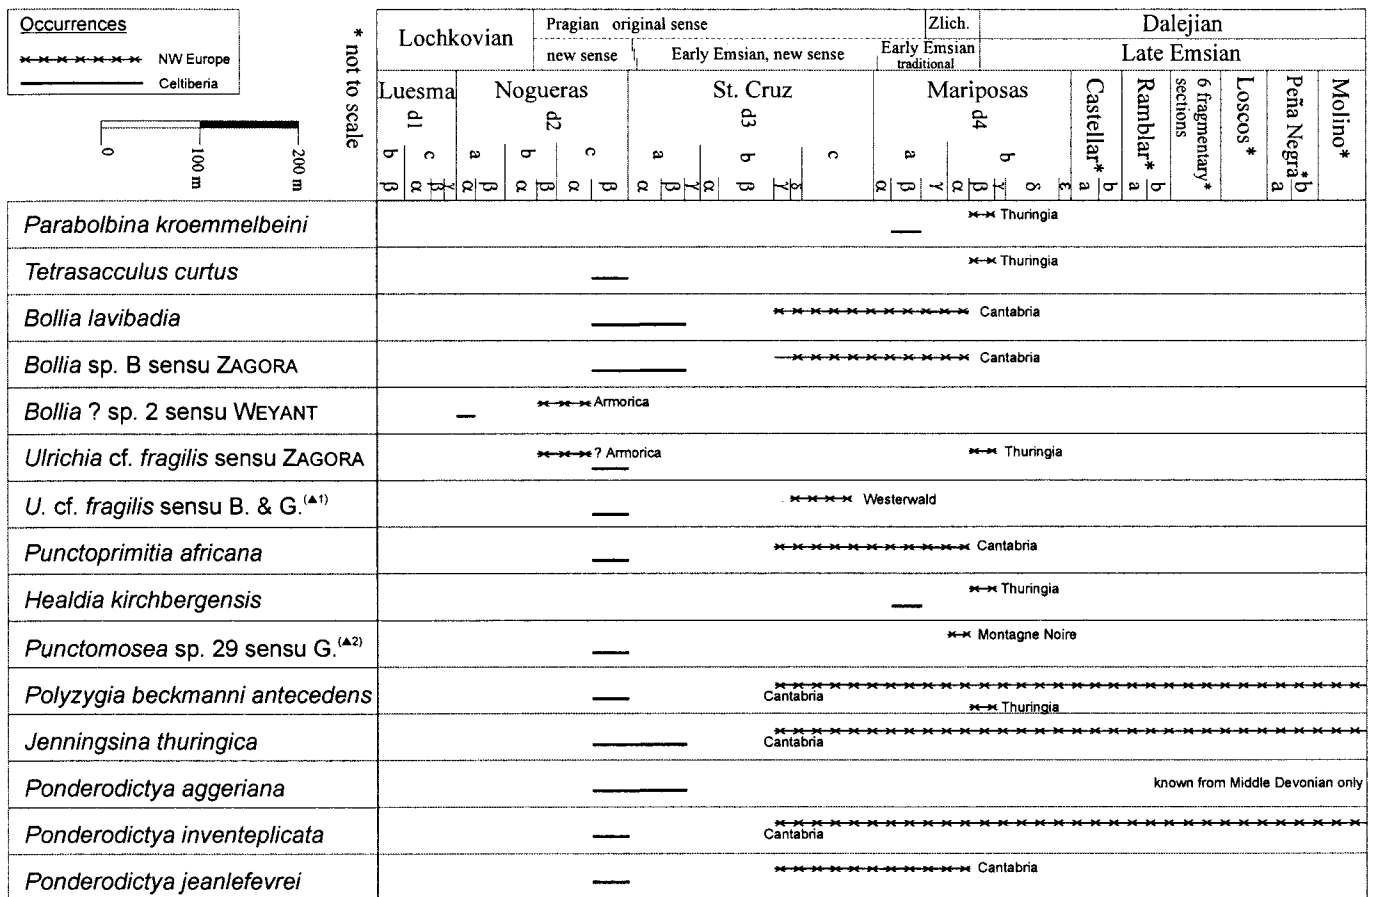 Occurrences
NW Europe
Celtiberia
0 100 m 200 m
* not to scale
Lochkovian
Pragian original sense
Zlich.
Dalejian
new sense
Early Emsian, new sense
Early Emsian
traditional
Late Emsian
Luesma
d1
Nogueras
d2
St. Cruz
d3
Mariposas
d4
Castellar*
Ramblar*
6 fragmentary*
sections
Loscos*
Peña Negra*
Molino*
b c a b c a b c a b
a b a b a b
β α β γ α β α β α β α β γ α β γ δ α β γ α β γ δ ε
Parabolbina kroemmelbeini
Thuringia
Tetrasacculus curtus
Thuringia
Bollia lavibadia
Cantabria
Bollia sp. B sensu ZAGORA
Cantabria
Bollia ? sp. 2 sensu WEYANT
Armorica
Ulrichia cf. fragilis sensu ZAGORA
? Armorica
Thuringia
U. cf. fragilis sensu B. & G.(▲1)
Westerwald
Punctoprimitia africana
Cantabria
Healdia kirchbergensis
Thuringia
Punctomosea sp. 29 sensu G.(▲2)
Montagne Noire
Polyzygia beckmanni antecedens
Cantabria
Thuringia
Jenningsina thuringica
Cantabria
Ponderodictya aggeriana
known from Middle Devonian only
Ponderodictya inventeplicata
Cantabria
Ponderodictya jeanlefevrei
Cantabria